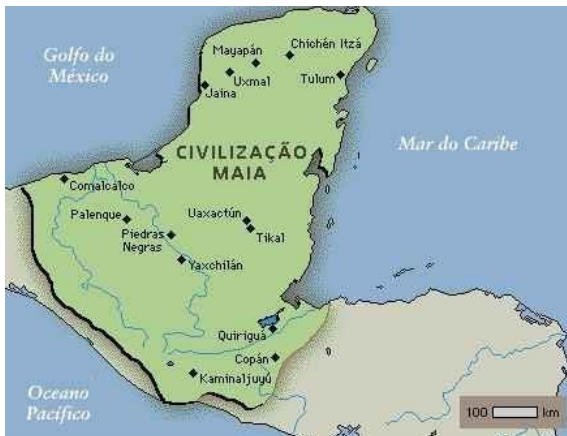 Golfo do
México
Mayapán
Chichén Itzá
Uxmal
Tulum
Jaina
Mar do Caribe
CIVILIZAÇÃO
MAIA
Comalcalco
Palenque
Uaxactún
Piedras
Negras
Tikal
Yaxchilán
Quiriguá
Copán
Kaminaljuyú
Oceano
Pacífico
100 km